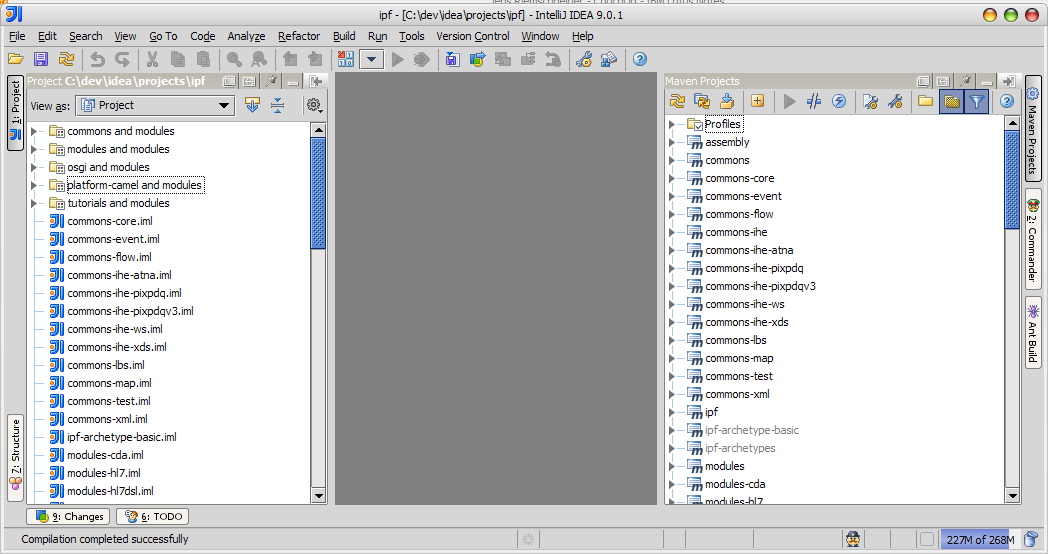 ipf - [C:\dev\idea\projects\ipf] - IntelliJ IDEA 9.0.1
File Edit Search View Go To Code Analyze Refactor Build Run Tools Version Control Window Help
Project C:\dev\idea\projects\ipf
View as: Project
commons and modules
modules and modules
osgi and modules
platform-camel and modules
tutorials and modules
commons-core.iml
commons-event.iml
commons-flow.iml
commons-ihe-atna.iml
commons-ihe-pixpdq.iml
commons-ihe-pixpdqv3.iml
commons-ihe-ws.iml
commons-ihe-xds.iml
commons-lbs.iml
commons-map.iml
commons-test.iml
commons-xml.iml
ipf-archetype-basic.iml
modules-cda.iml
modules-hl7.iml
modules-hl7dsl.iml
1: Project
7: Structure
Maven Projects
Profiles
assembly
commons
commons-core
commons-event
commons-flow
commons-ihe
commons-ihe-atna
commons-ihe-pixpdq
commons-ihe-pixpdqv3
commons-ihe-ws
commons-ihe-xds
commons-lbs
commons-map
commons-test
commons-xml
ipf
ipf-archetype-basic
ipf-archetypes
modules
modules-cda
modules-hl7
Maven Projects
2: Commander
Ant Build
9: Changes
6: TODO
Compilation completed successfully
227M of 268M